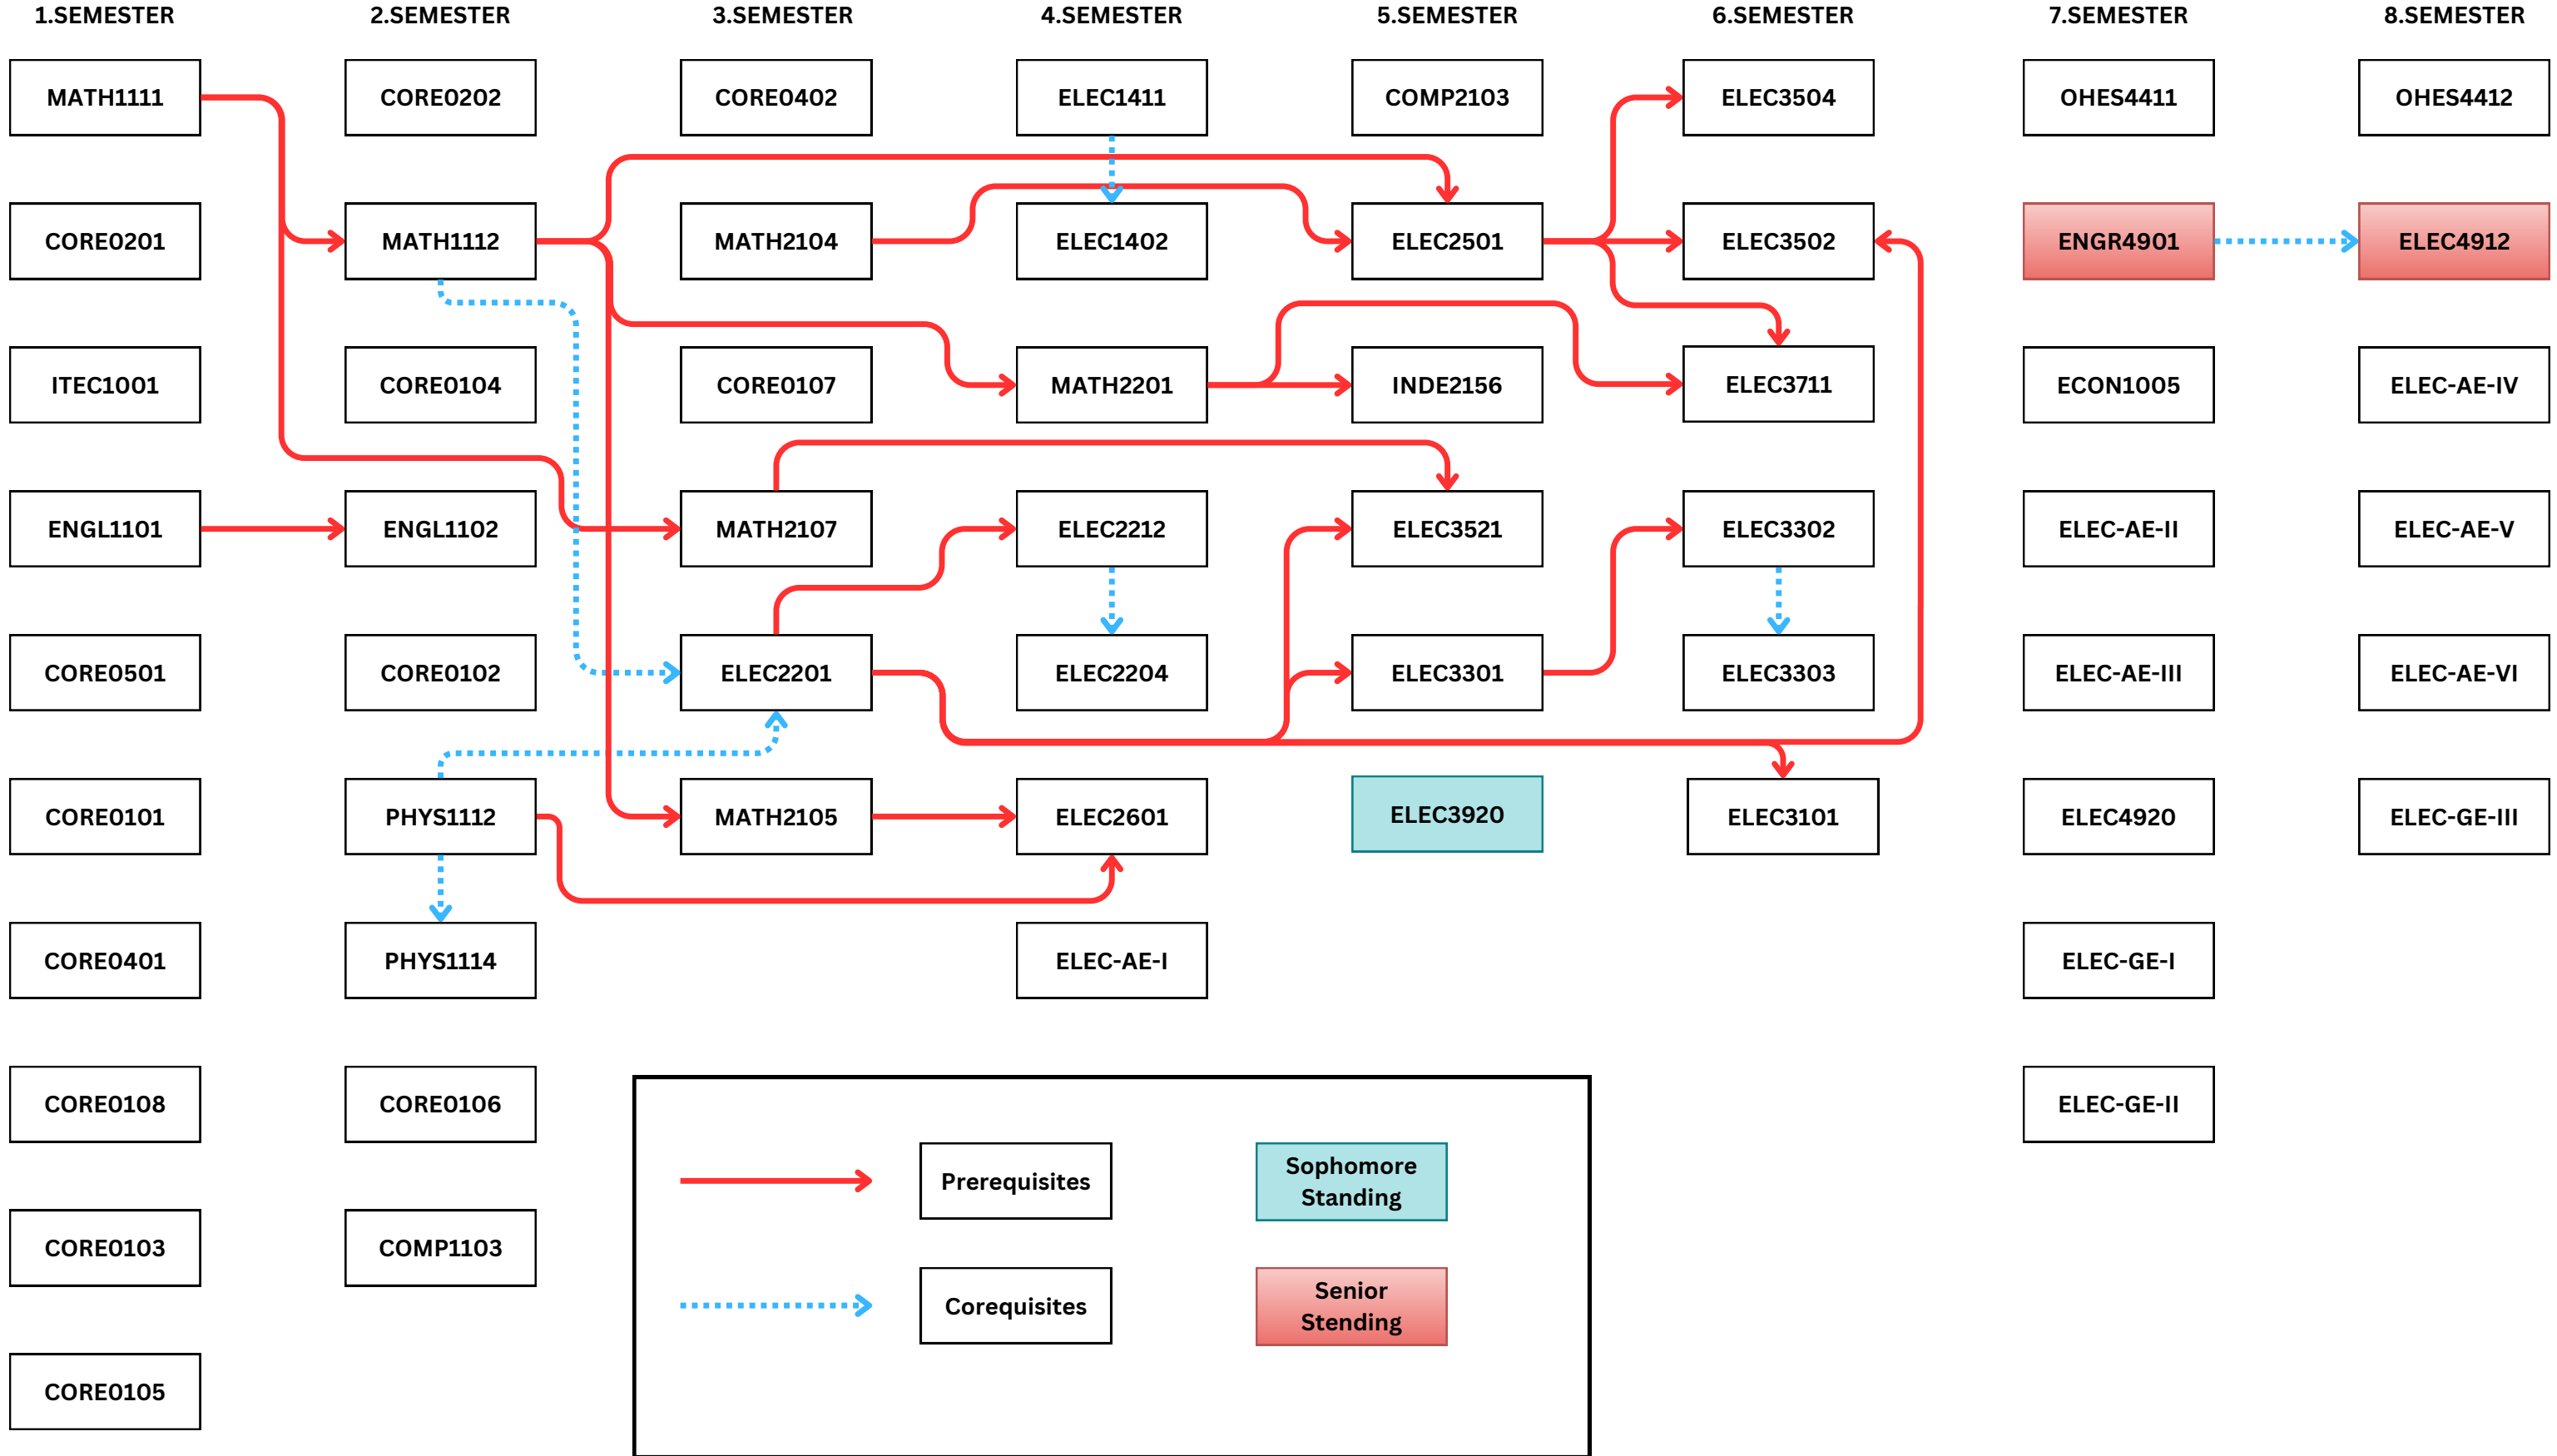 1.SEMESTER 2.SEMESTER 3.SEMESTER 4.SEMESTER 5.SEMESTER 6.SEMESTER 7.SEMESTER 8.SEMESTER
MATH1111 CORE0202 CORE0402 ELEC1411 COMP2103 ELEC3504 OHES4411 OHES4412
CORE0201 MATH1112 MATH2104 ELEC1402 ELEC2501 ELEC3502 ENGR4901 ELEC4912
ITEC1001 CORE0104 CORE0107 MATH2201 INDE2156 ELEC3711 ECON1005 ELEC-AE-IV
ENGL1101 ENGL1102 MATH2107 ELEC2212 ELEC3521 ELEC3302 ELEC-AE-II ELEC-AE-V
CORE0501 CORE0102 ELEC2201 ELEC2204 ELEC3301 ELEC3303 ELEC-AE-III ELEC-AE-VI
CORE0101 PHYS1112 MATH2105 ELEC2601 ELEC3920 ELEC3101 ELEC4920 ELEC-GE-III
CORE0401 PHYS1114 ELEC-AE-I ELEC-GE-I
CORE0108 CORE0106 ELEC-GE-II
CORE0103 COMP1103
CORE0105
Prerequisites
Sophomore
Standing
Corequisites
Senior
Stending